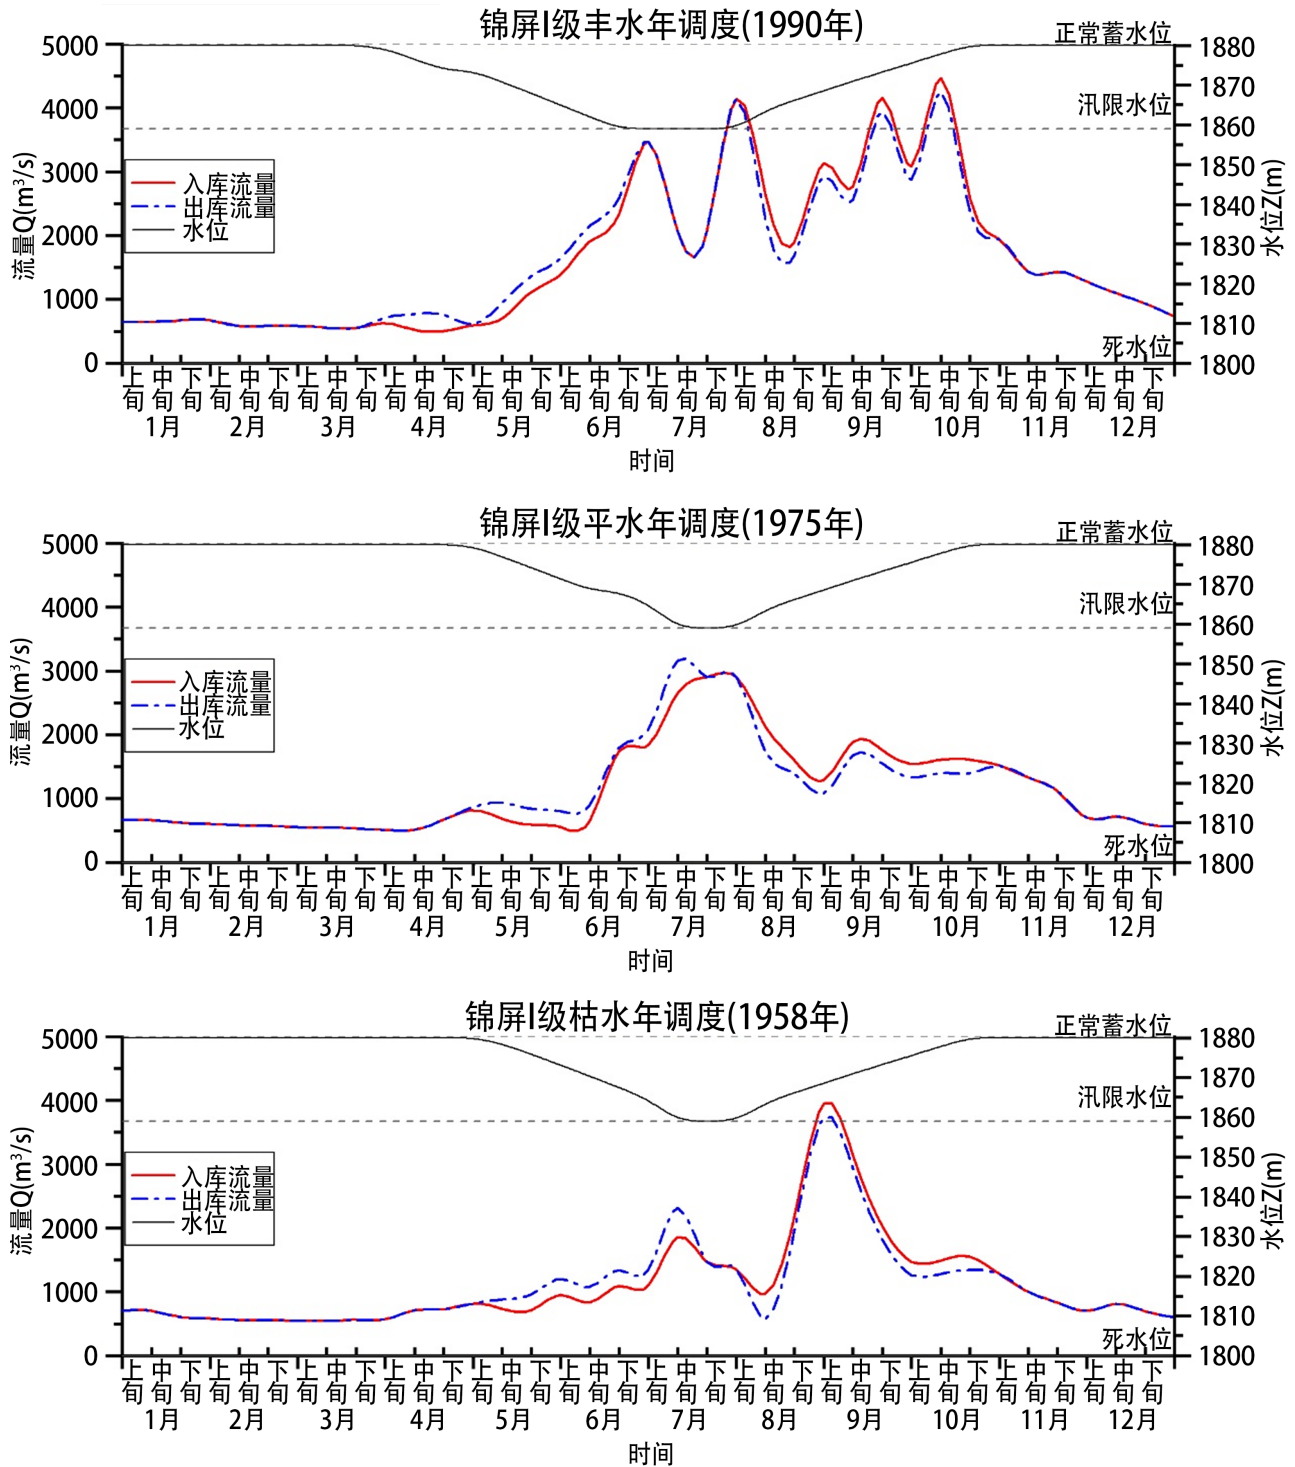 锦屏I级丰水年调度(1990年)
正常蓄水位
汛限水位
死水位
5000
4000
3000
2000
1000
0
流量Q(m³/s)
入库流量
出库流量
水位
1880
1870
1860
1850
1840
1830
1820
1810
1800
水位Z(m)
上旬 中旬 下旬 上旬 中旬 下旬 上旬 中旬 下旬 上旬 中旬 下旬 上旬 中旬 下旬 上旬 中旬 下旬 上旬 中旬 下旬 上旬 中旬 下旬 上旬 中旬 下旬 上旬 中旬 下旬 上旬 中旬 下旬 上旬 中旬 下旬
1月 2月 3月 4月 5月 6月 7月 8月 9月 10月 11月 12月
时间
锦屏I级平水年调度(1975年)
正常蓄水位
汛限水位
死水位
5000
4000
3000
2000
1000
0
流量Q(m³/s)
入库流量
出库流量
水位
1880
1870
1860
1850
1840
1830
1820
1810
1800
水位Z(m)
上旬 中旬 下旬 上旬 中旬 下旬 上旬 中旬 下旬 上旬 中旬 下旬 上旬 中旬 下旬 上旬 中旬 下旬 上旬 中旬 下旬 上旬 中旬 下旬 上旬 中旬 下旬 上旬 中旬 下旬 上旬 中旬 下旬 上旬 中旬 下旬
1月 2月 3月 4月 5月 6月 7月 8月 9月 10月 11月 12月
时间
锦屏I级枯水年调度(1958年)
正常蓄水位
汛限水位
死水位
5000
4000
3000
2000
1000
0
流量Q(m³/s)
入库流量
出库流量
水位
1880
1870
1860
1850
1840
1830
1820
1810
1800
水位Z(m)
上旬 中旬 下旬 上旬 中旬 下旬 上旬 中旬 下旬 上旬 中旬 下旬 上旬 中旬 下旬 上旬 中旬 下旬 上旬 中旬 下旬 上旬 中旬 下旬 上旬 中旬 下旬 上旬 中旬 下旬 上旬 中旬 下旬 上旬 中旬 下旬
1月 2月 3月 4月 5月 6月 7月 8月 9月 10月 11月 12月
时间